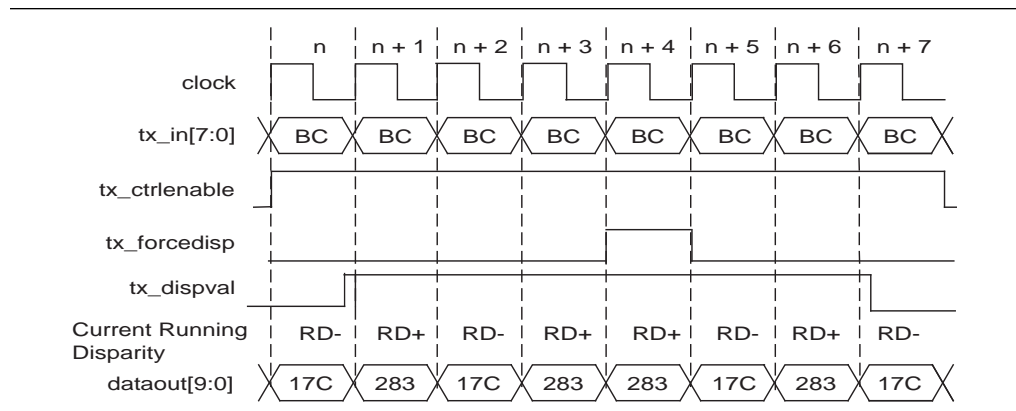 n n + 1 n + 2 n + 3 n + 4 n + 5 n + 6 n + 7
clock
tx_in[7:0] BC BC BC BC BC BC BC BC
tx_ctrlenable
tx_forcedisp
tx_dispval
Current Running Disparity RD- RD+ RD- RD+ RD+ RD- RD+ RD-
dataout[9:0] 17C 283 17C 283 283 17C 283 17C